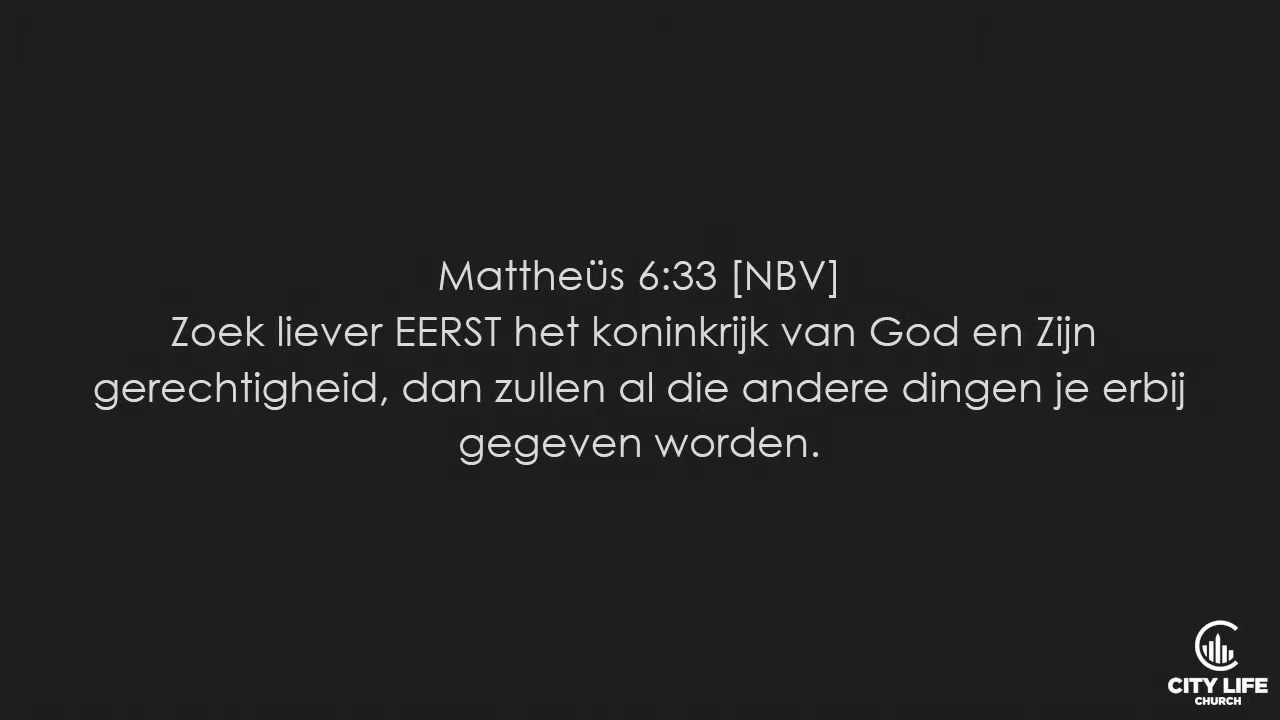 Mattheüs 6:33 [NBV]
Zoek liever EERST het koninkrijk van God en Zijn
gerechtigheid, dan zullen al die andere dingen je erbij
gegeven worden.
CITY LIFE
CHURCH